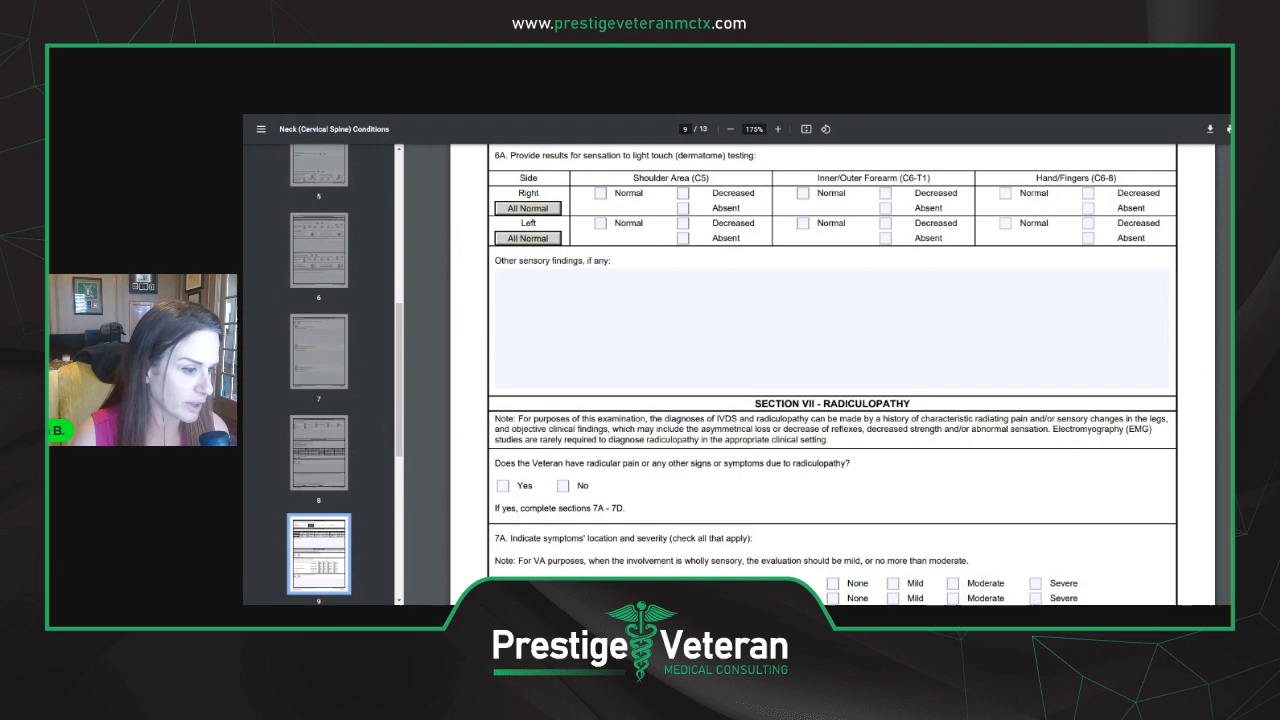 www.prestigeveteranmctx.com
Neck (Cervical Spine) Conditions
9 / 13
175%
5
6
7
8
9
6A. Provide results for sensation to light touch (dermatome) testing:
Side Shoulder Area (C5) Inner/Outer Forearm (C6-T1) Hand/Fingers (C6-8)
Right Normal Decreased Normal Decreased Normal Decreased
All Normal Absent Absent Absent
Left Normal Decreased Normal Decreased Normal Decreased
All Normal Absent Absent Absent
Other sensory findings, if any:
SECTION VII - RADICULOPATHY
Note: For purposes of this examination, the diagnoses of IVDS and radiculopathy can be made by a history of characteristic radiating pain and/or sensory changes in the legs,
and objective clinical findings, which may include the asymmetrical loss or decrease of reflexes, decreased strength and/or abnormal sensation. Electromyography (EMG)
studies are rarely required to diagnose radiculopathy in the appropriate clinical setting.
Does the Veteran have radicular pain or any other signs or symptoms due to radiculopathy?
Yes No
If yes, complete sections 7A - 7D.
7A. Indicate symptoms' location and severity (check all that apply):
Note: For VA purposes, when the involvement is wholly sensory, the evaluation should be mild, or no more than moderate.
None Mild Moderate Severe
None Mild Moderate Severe
B.
Prestige Veteran
MEDICAL CONSULTING